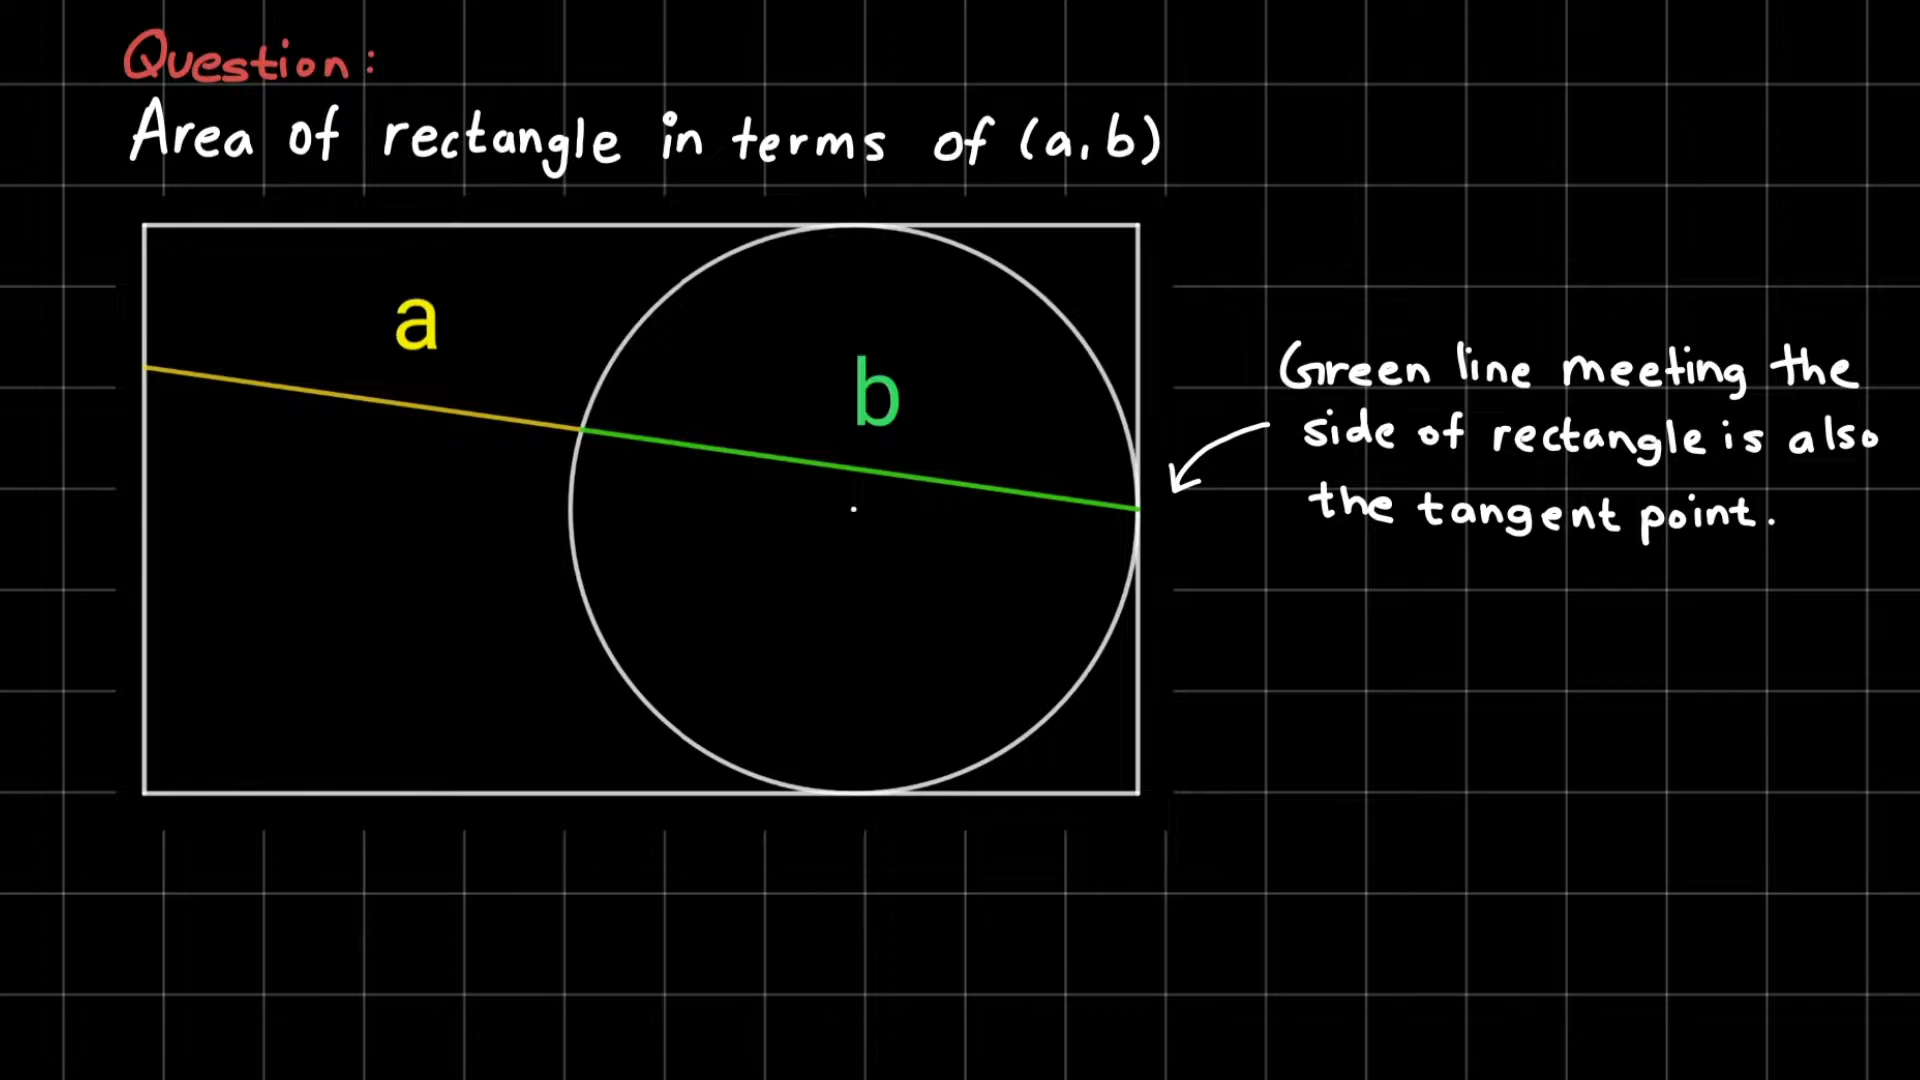 Question:
Area of rectangle in terms of (a,b)
a
b
Green line meeting the
side of rectangle is also
the tangent point.